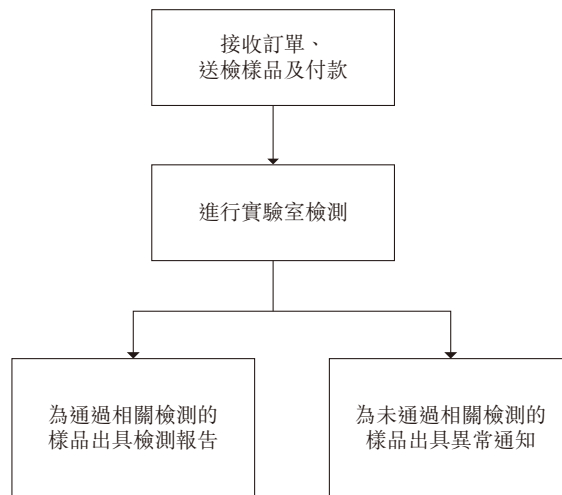 接收訂單、
送檢樣品及付款
進行實驗室檢測
為通過相關檢測的
樣品出具檢測報告
為未通過相關檢測的
樣品出具異常通知